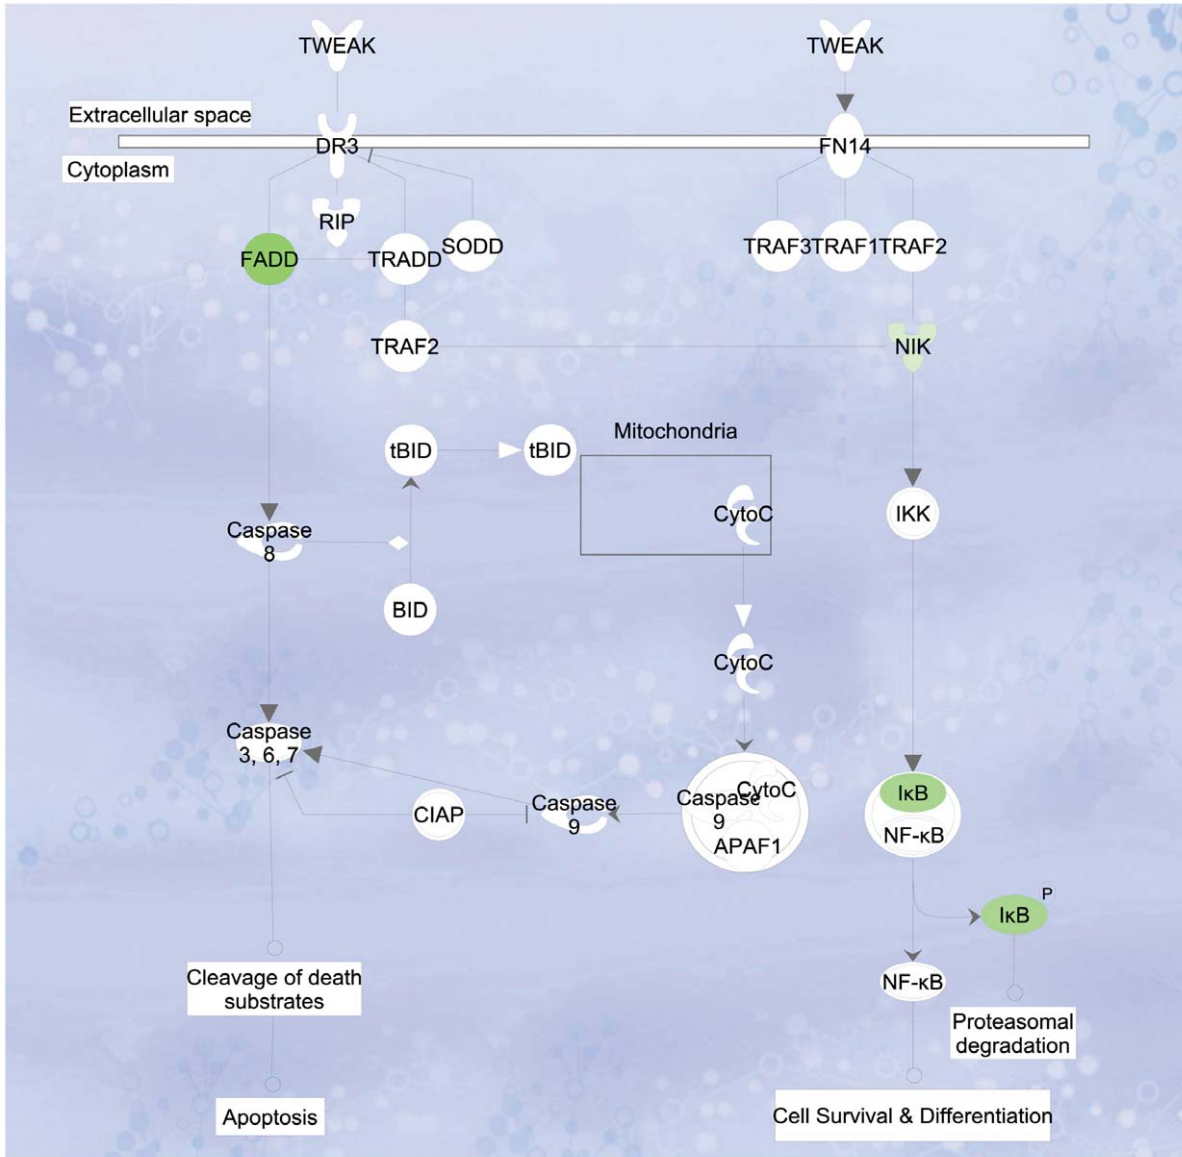 TWEAK
TWEAK
Extracellular space
DR3
FN14
Cytoplasm
RIP
FADD
TRADD
SODD
TRAF3
TRAF1
TRAF2
TRAF2
NIK
Mitochondria
tBID
tBID
CytoC
IKK
Caspase
8
BID
CytoC
Caspase
3, 6, 7
CIAP
Caspase
9
CytoC
Caspase
9
APAF1
IκB
NF-κB
P
IκB
Cleavage of death
substrates
NF-κB
Proteasomal
degradation
Apoptosis
Cell Survival & Differentiation